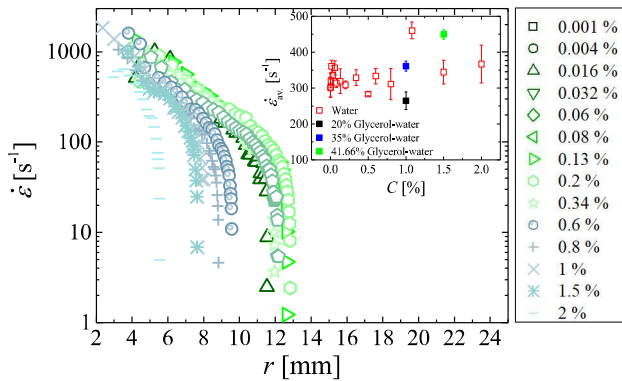 1000
100
10
1
ε̇ [s⁻¹]
2 4 6 8 10 12 14 16 18 20 22 24
r [mm]
500
400
300
200
ε̇av. [s⁻¹]
0.0 0.5 1.0 1.5 2.0
C [%]
Water
20% Glycerol-water
35% Glycerol-water
41.66% Glycerol-water
0.001 %
0.004 %
0.016 %
0.032 %
0.06 %
0.08 %
0.13 %
0.2 %
0.34 %
0.6 %
0.8 %
1 %
1.5 %
2 %